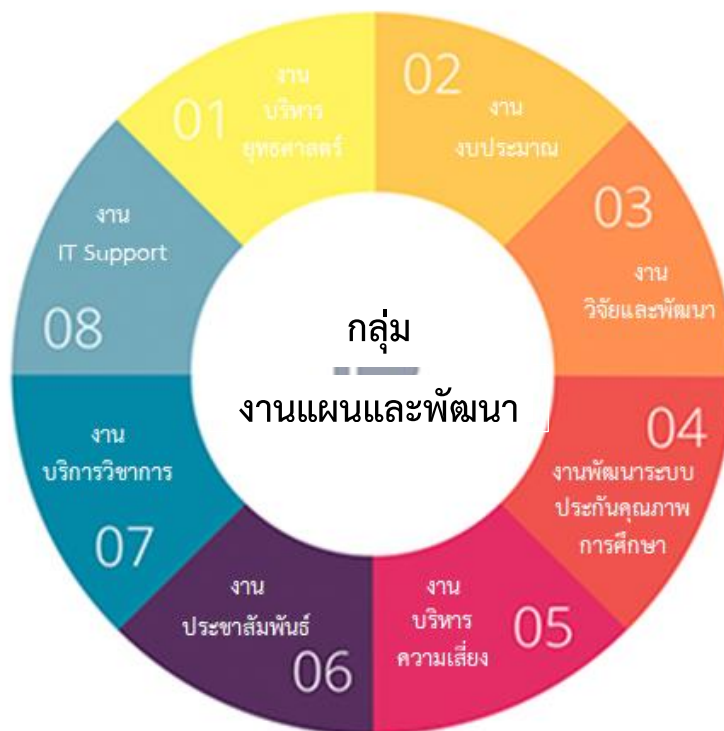 กลุ่ม
งานแผนและพัฒนา
01
งาน
บริหาร
ยุทธศาสตร์
02
งาน
งบประมาณ
03
งาน
วิจัยและพัฒนา
04
งานพัฒนาระบบ
ประกันคุณภาพ
การศึกษา
งาน
บริหาร
ความเสี่ยง
05
งาน
ประชาสัมพันธ์
06
งาน
บริการวิชาการ
07
งาน
IT Support
08